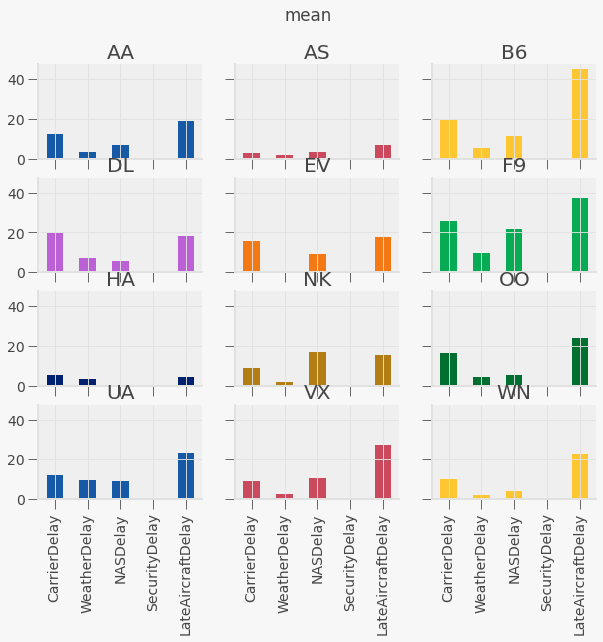 mean
AA AS B6
40
20
0
DL EV F9
40
20
0
HA NK OO
40
20
0
UA VX WN
40
20
0
CarrierDelay WeatherDelay NASDelay SecurityDelay LateAircraftDelay CarrierDelay WeatherDelay NASDelay SecurityDelay LateAircraftDelay CarrierDelay WeatherDelay NASDelay SecurityDelay LateAircraftDelay